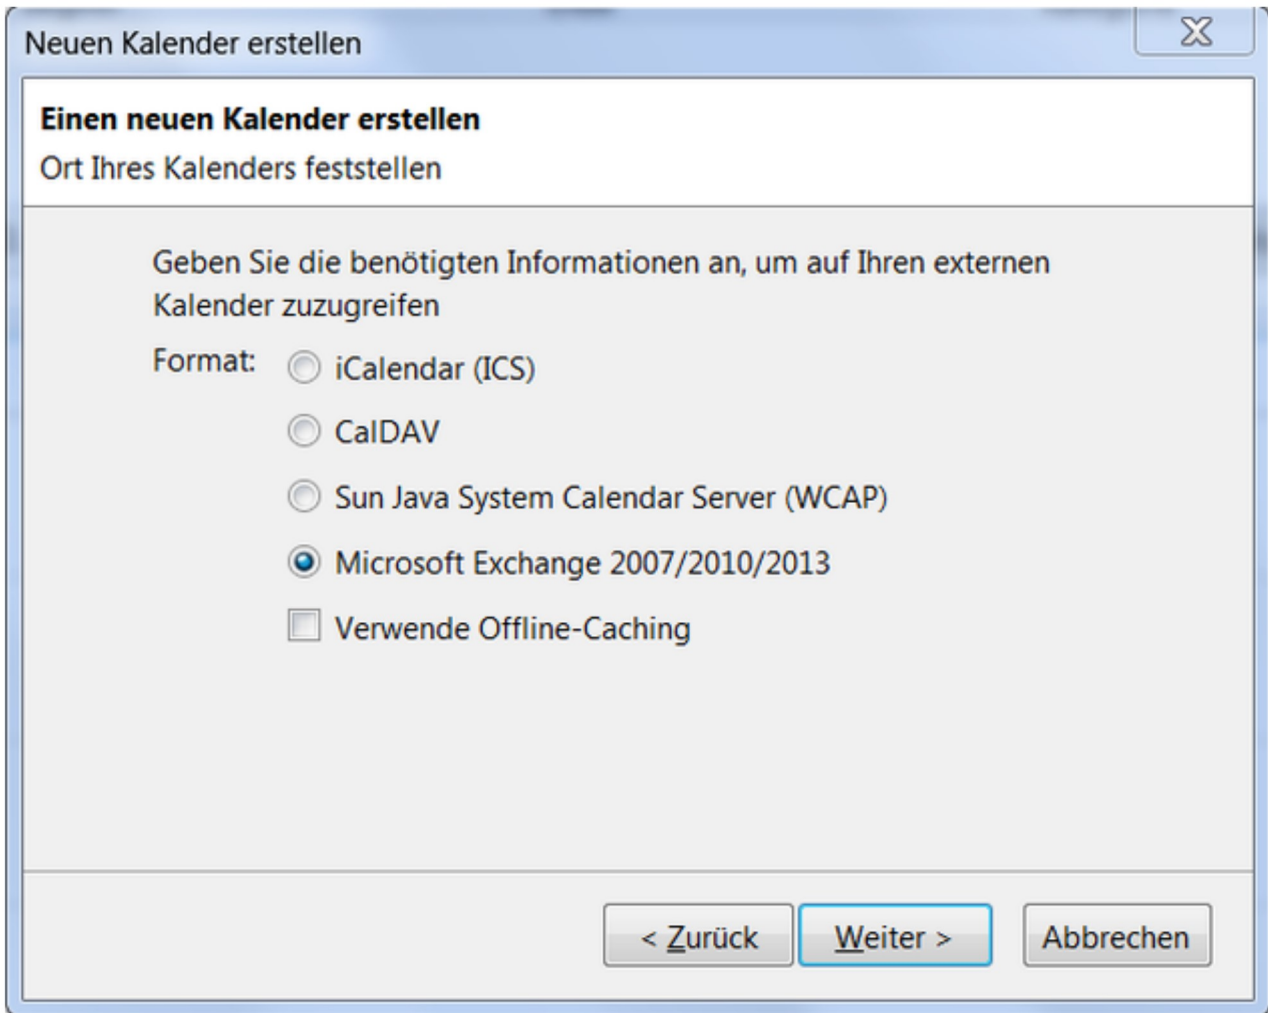 Neuen Kalender erstellen
Einen neuen Kalender erstellen
Ort Ihres Kalenders feststellen
Geben Sie die benötigten Informationen an, um auf Ihren externen
Kalender zuzugreifen
Format:
iCalendar (ICS)
CalDAV
Sun Java System Calendar Server (WCAP)
Microsoft Exchange 2007/2010/2013
Verwende Offline-Caching
< Zurück
Weiter >
Abbrechen